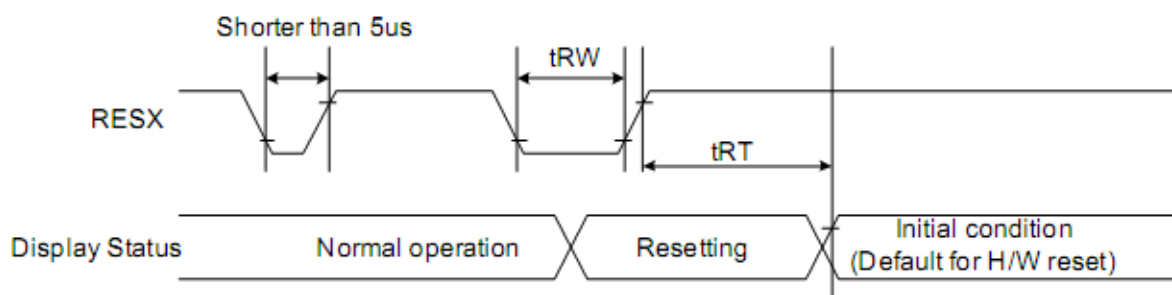 Shorter than 5us
tRW
RESX
tRT
Display Status
Normal operation
Resetting
Initial condition
(Default for H/W reset)